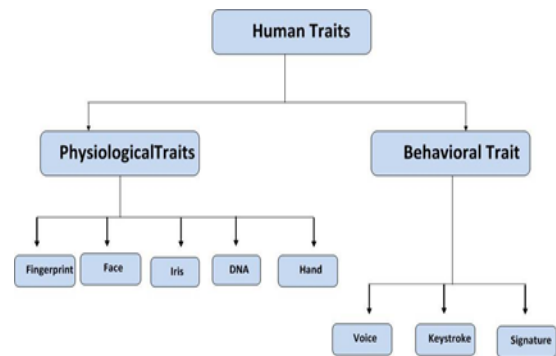 Human Traits
PhysiologicalTraits
Behavioral Trait
Fingerprint
Face
Iris
DNA
Hand
Voice
Keystroke
Signature